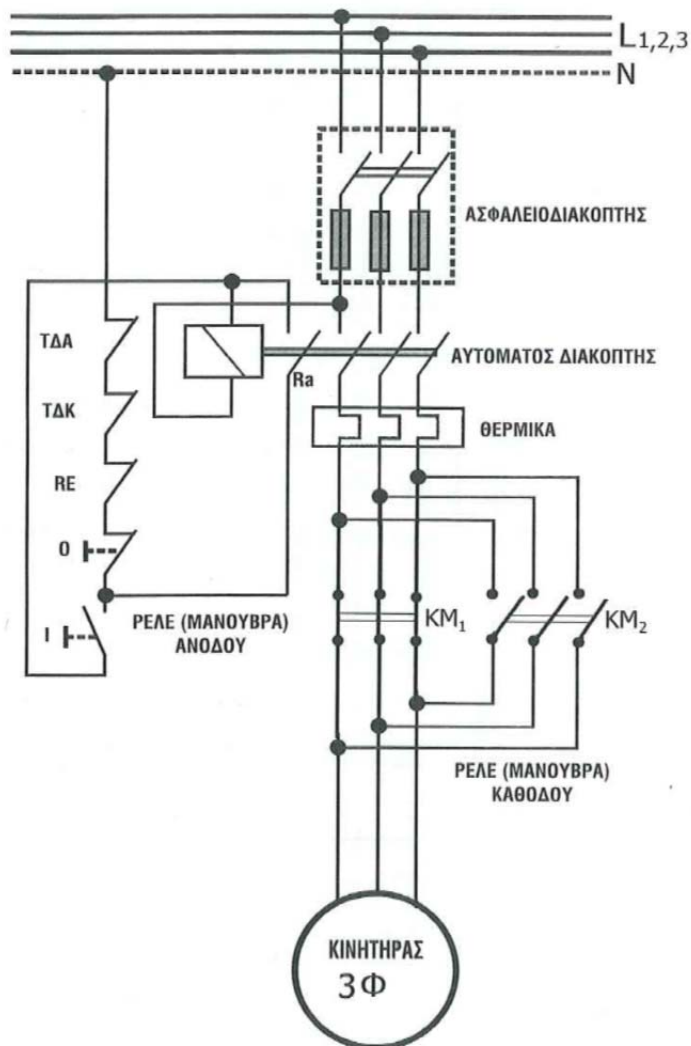 L1,2,3
N
ΑΣΦΑΛΕΙΟΔΙΑΚΟΠΤΗΣ
ΤΔΑ
ΑΥΤΟΜΑΤΟΣ ΔΙΑΚΟΠΤΗΣ
Ra
ΤΔΚ
ΘΕΡΜΙΚΑ
RE
O
ΡΕΛΕ (ΜΑΝΟΥΒΡΑ)
ΑΝΟΔΟΥ
KM1
KM2
I
ΡΕΛΕ (ΜΑΝΟΥΒΡΑ)
ΚΑΘΟΔΟΥ
ΚΙΝΗΤΗΡΑΣ
3Φ